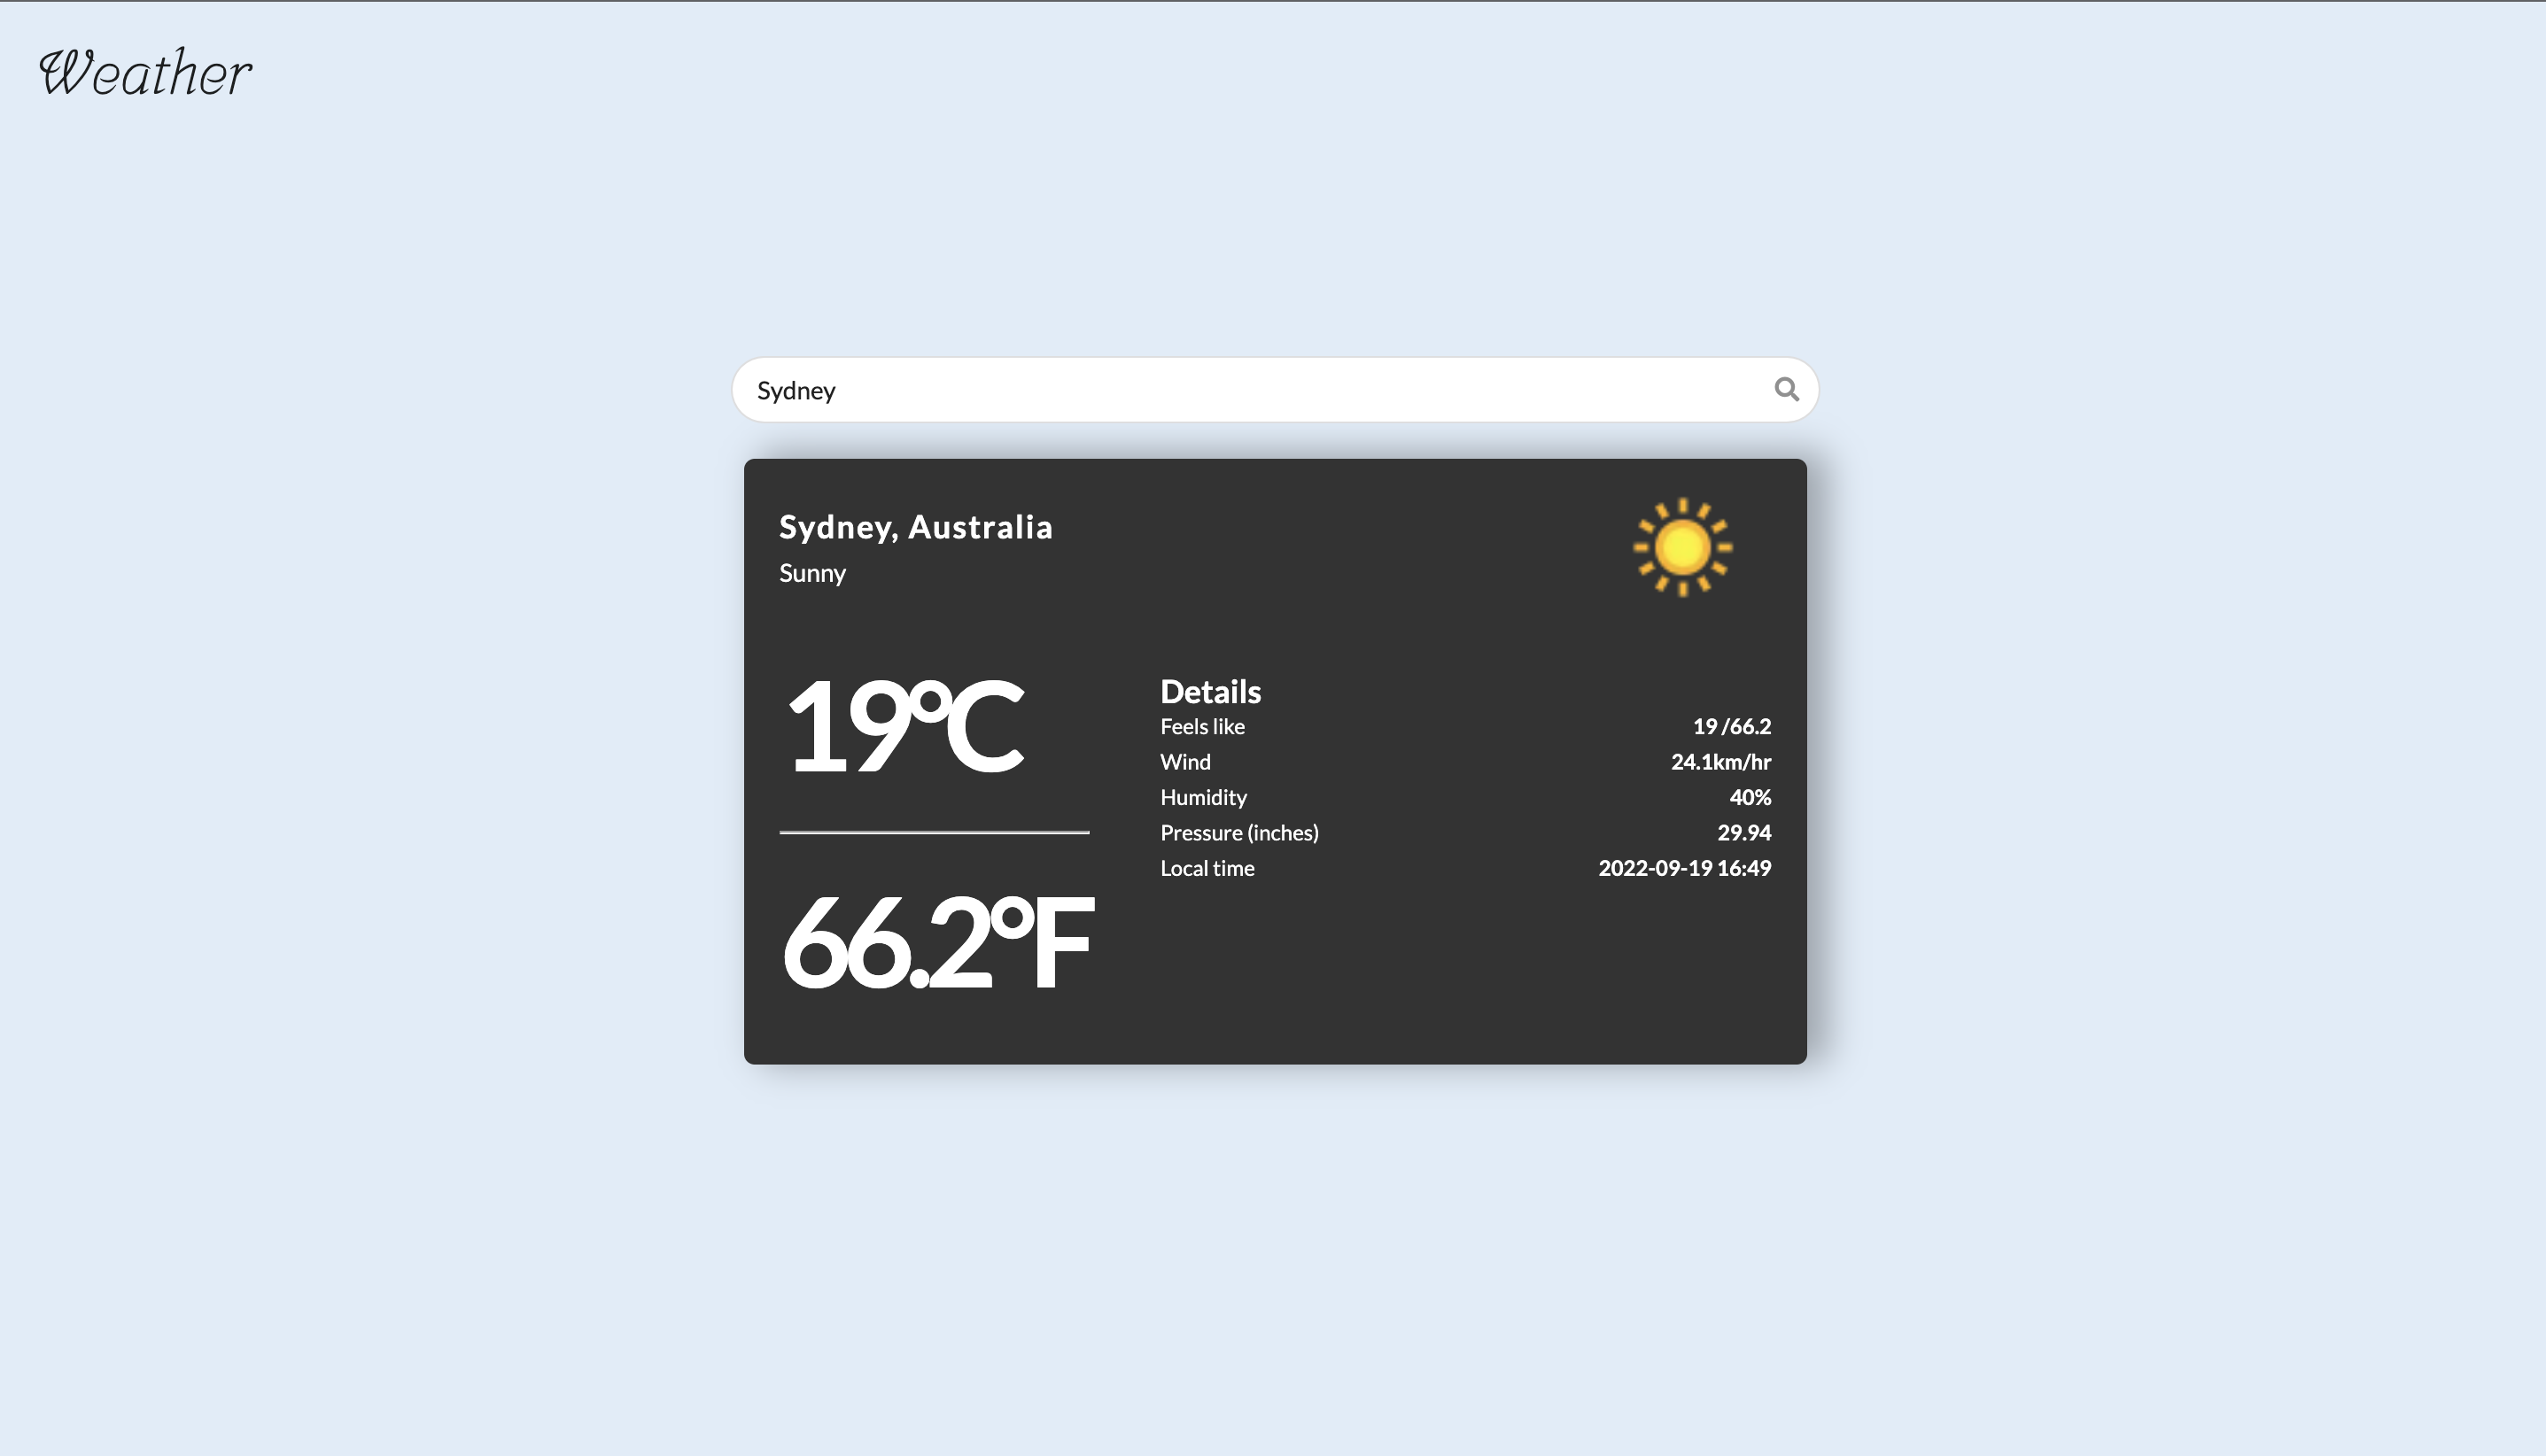 Weather
Sydney
Sydney, Australia
Sunny
19°C
66.2°F
Details
Feels like 19 /66.2
Wind 24.1km/hr
Humidity 40%
Pressure (inches) 29.94
Local time 2022-09-19 16:49